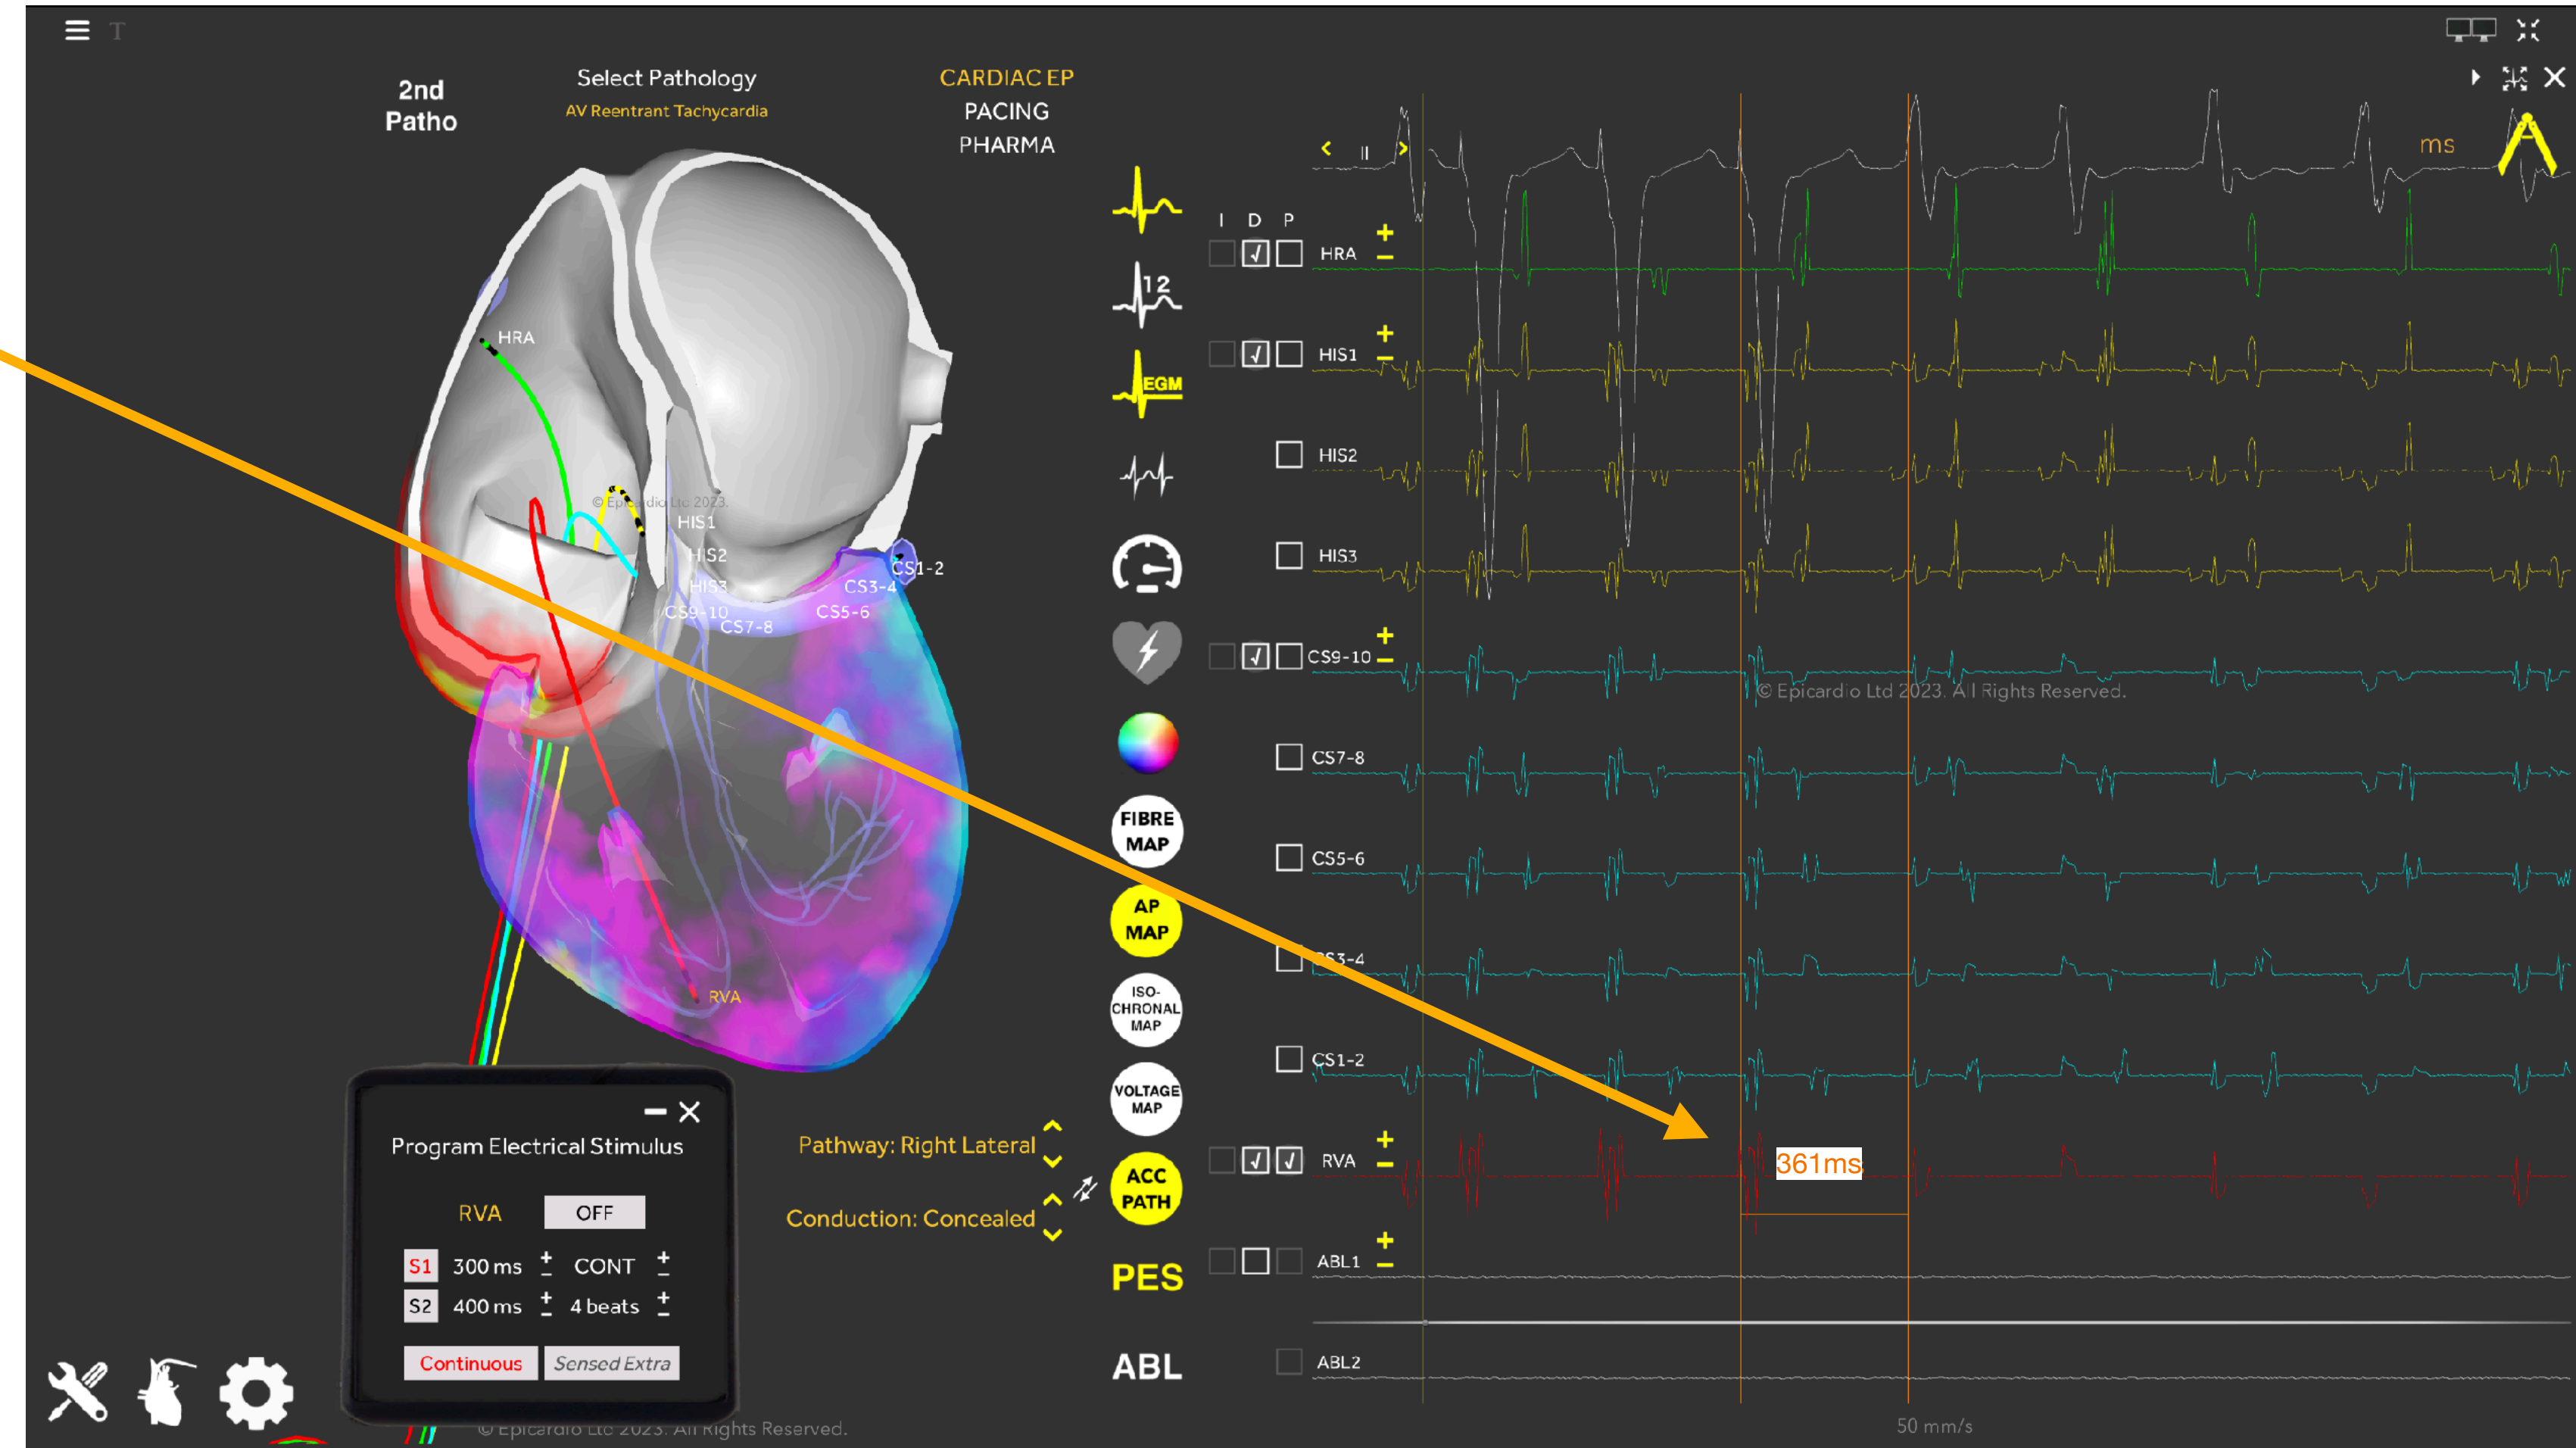 T
2nd
Patho
Select Pathology
AV Reentrant Tachycardia
CARDIAC EP
PACING
PHARMA
II
ms
I D P
HRA
12
HIS1
EGM
HIS2
HIS3
CS9-10
© Epicardio Ltd 2023. All Rights Reserved.
CS7-8
CS5-6
CS3-4
CS1-2
RVA
361ms
ABL1
ABL2
50 mm/s
HRA
© Epicardio Ltd 2023.
HIS1
HIS2
HIS3
CS9-10
CS7-8
CS5-6
CS3-4
CS1-2
RVA
FIBRE
MAP
AP
MAP
ISO-
CHRONAL
MAP
VOLTAGE
MAP
ACC
PATH
PES
ABL
Pathway: Right Lateral
Conduction: Concealed
Program Electrical Stimulus
RVA OFF
S1 300 ms + − CONT + −
S2 400 ms + − 4 beats + −
Continuous Sensed Extra
© Epicardio Ltd 2023. All Rights Reserved.